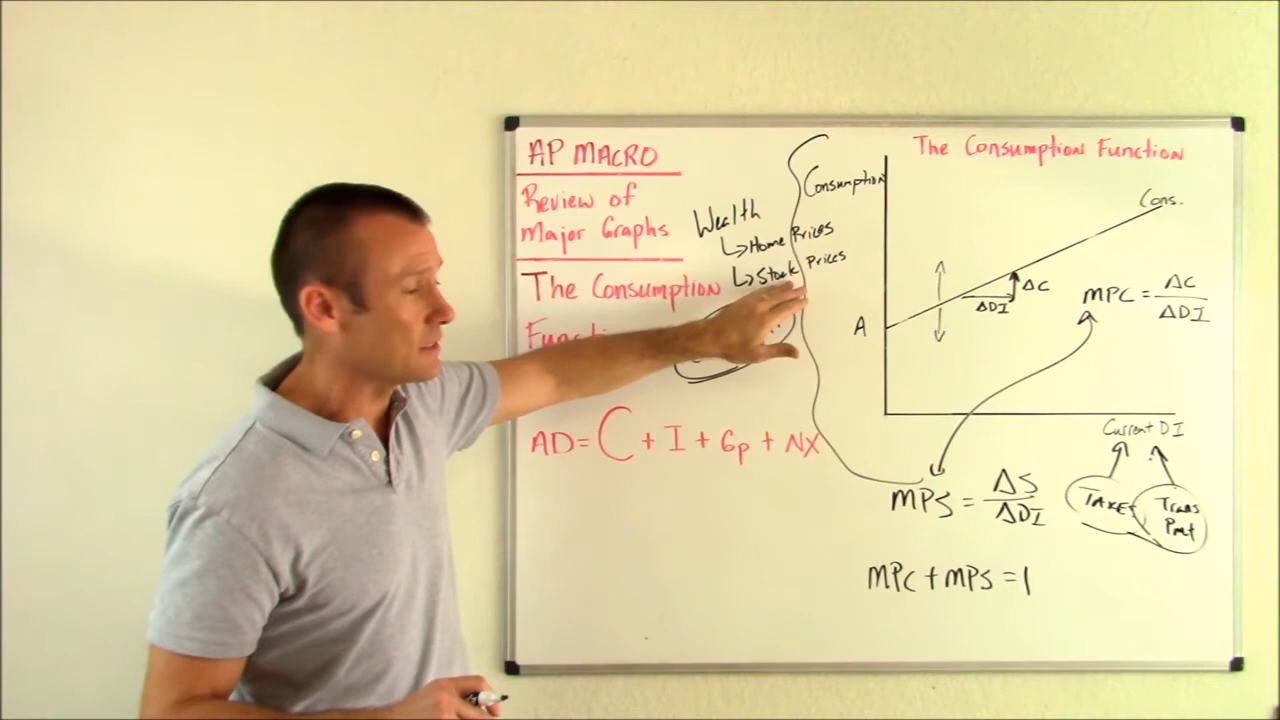 AP MACRO
Review of
Major Graphs
The Consumption
AD = C + I + Gp + NX
Wealth
↳Home Prices
↳Stock Prices
The Consumption Function
Consumption
Cons.
ΔC
ΔDI
A
MPC = ΔC
ΔDI
Current DI
Taxes
Trans
Pmt
MPS = ΔS
ΔDI
MPC + MPS = 1